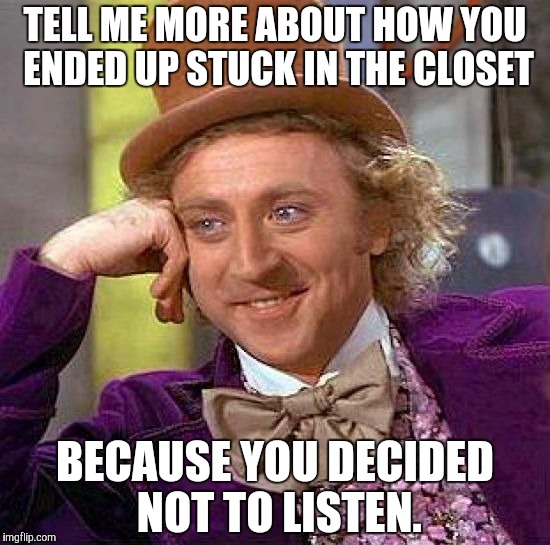 TELL ME MORE ABOUT HOW YOU
ENDED UP STUCK IN THE CLOSET
BECAUSE YOU DECIDED
NOT TO LISTEN.
imgflip.com